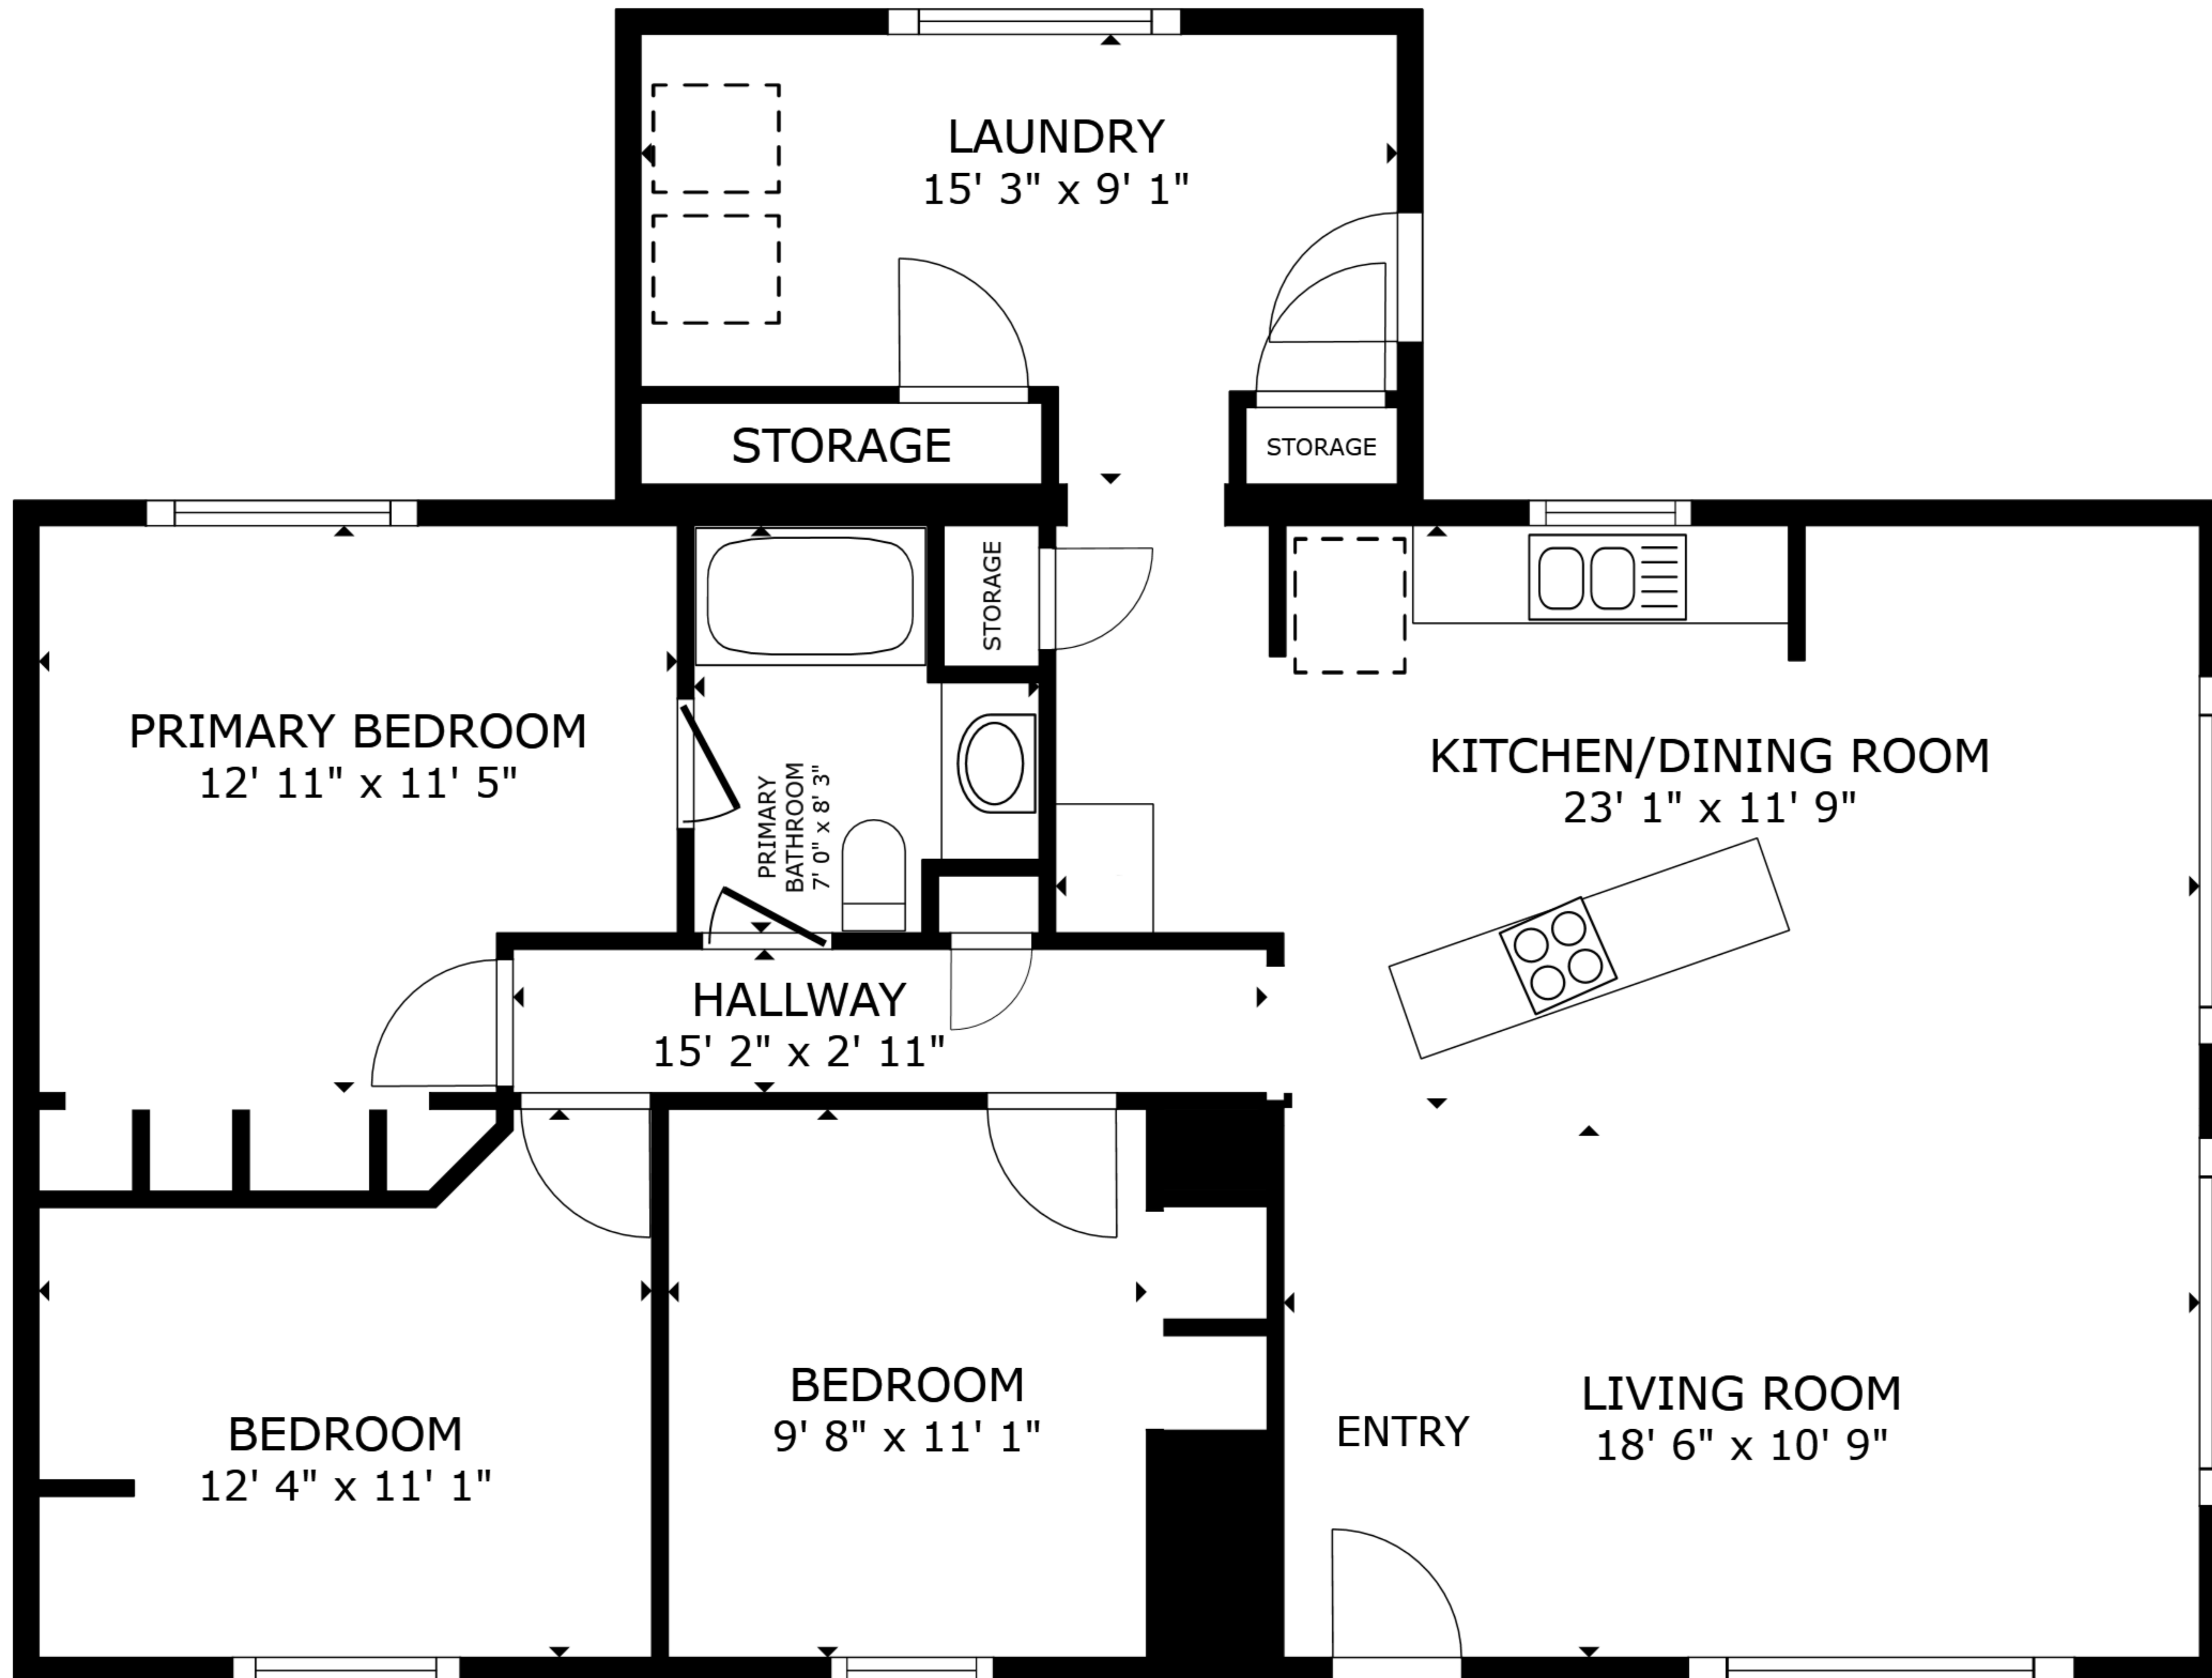 LAUNDRY
15' 3" x 9' 1"
STORAGE
STORAGE
STORAGE
PRIMARY BEDROOM
12' 11" x 11' 5"
PRIMARY
BATHROOM
7' 0" x 8' 3"
KITCHEN/DINING ROOM
23' 1" x 11' 9"
HALLWAY
15' 2" x 2' 11"
BEDROOM
12' 4" x 11' 1"
BEDROOM
9' 8" x 11' 1"
ENTRY
LIVING ROOM
18' 6" x 10' 9"